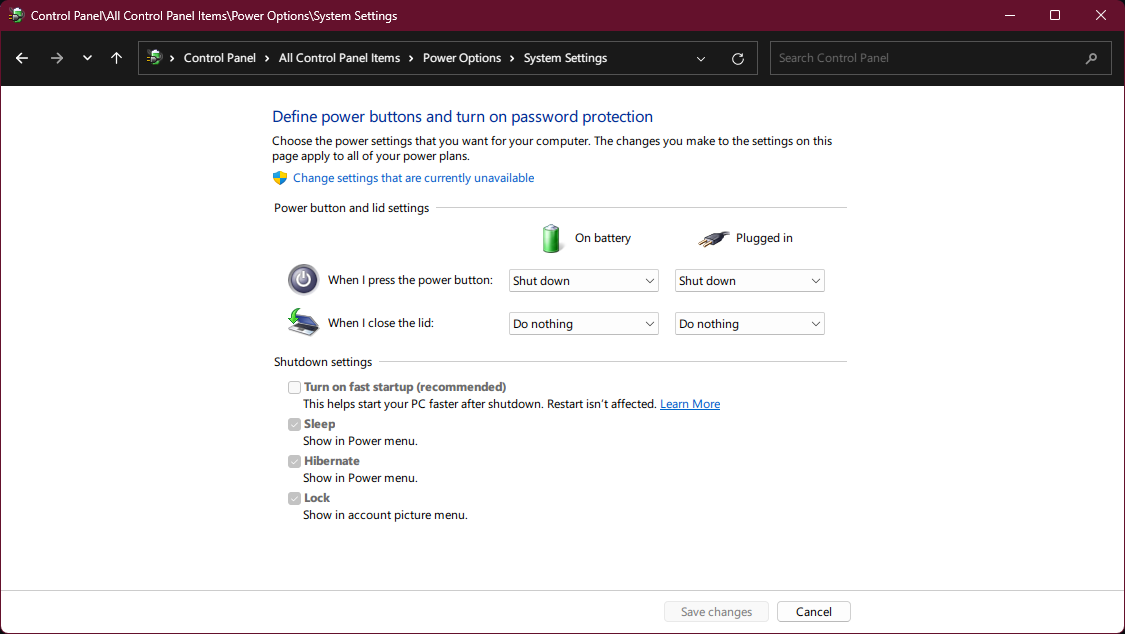 Control Panel\All Control Panel Items\Power Options\System Settings
Control Panel > All Control Panel Items > Power Options > System Settings
Search Control Panel
Define power buttons and turn on password protection
Choose the power settings that you want for your computer. The changes you make to the settings on this
page apply to all of your power plans.
Change settings that are currently unavailable
Power button and lid settings
On battery
Plugged in
When I press the power button:
Shut down
Shut down
When I close the lid:
Do nothing
Do nothing
Shutdown settings
Turn on fast startup (recommended)
This helps start your PC faster after shutdown. Restart isn't affected. Learn More
Sleep
Show in Power menu.
Hibernate
Show in Power menu.
Lock
Show in account picture menu.
Save changes
Cancel